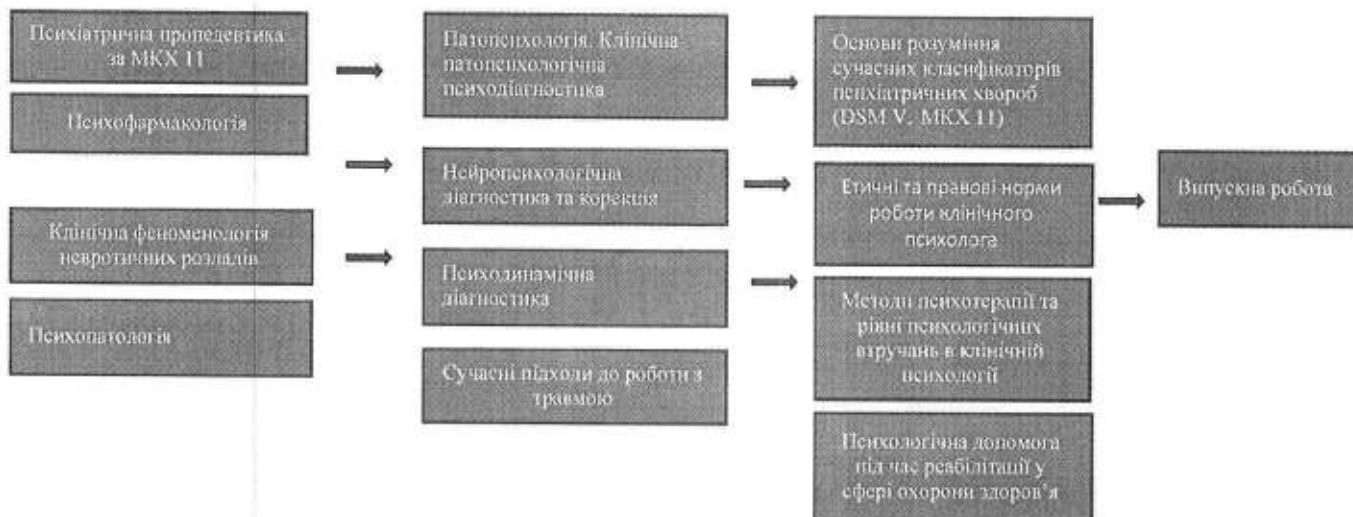 Психіатрична пропедевтика
за МКХ 11
Психофармакологія
Клінічна феноменологія
невротичних розладів
Психопатологія
Патопсихологія. Клінічна
патопсихологічна
психодіагностика
Нейропсихологічна
діагностика та корекція
Психодинамічна
діагностика
Сучасні підходи до роботи з
травмою
Основи розуміння
сучасних класифікаторів
психіатричних хвороб
(DSM V, МКХ 11)
Етичні та правові норми
роботи клінічного
психолога
Методи психотерапії та
рівні психологічних
втручань в клінічній
психології
Психологічна допомога
під час реабілітації у
сфері охорони здоров'я
Випускна робота